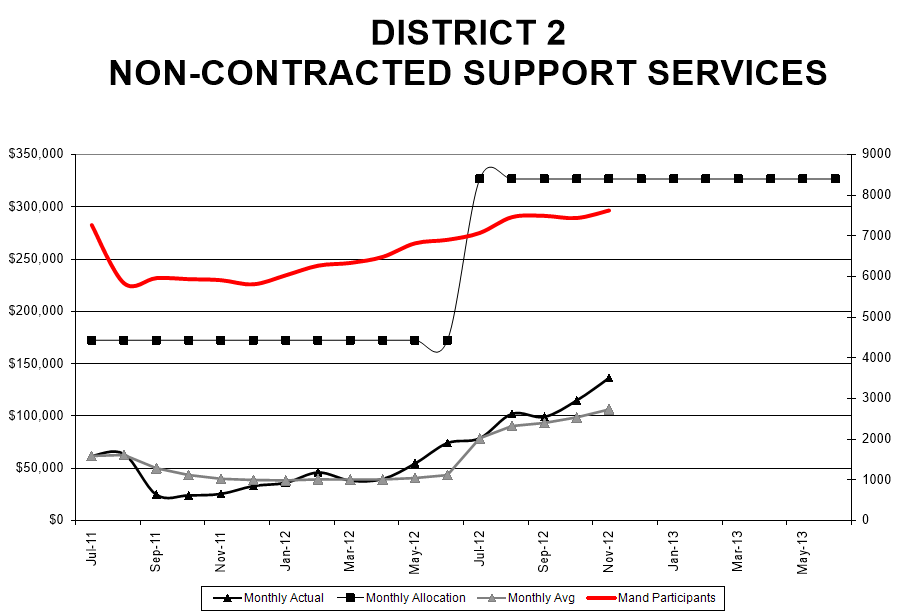 DISTRICT 2
NON-CONTRACTED SUPPORT SERVICES
$350,000
$300,000
$250,000
$200,000
$150,000
$100,000
$50,000
$0
9000
8000
7000
6000
5000
4000
3000
2000
1000
0
Jul-11
Sep-11
Nov-11
Jan-12
Mar-12
May-12
Jul-12
Sep-12
Nov-12
Jan-13
Mar-13
May-13
Monthly Actual Monthly Allocation Monthly Avg Mand Participants